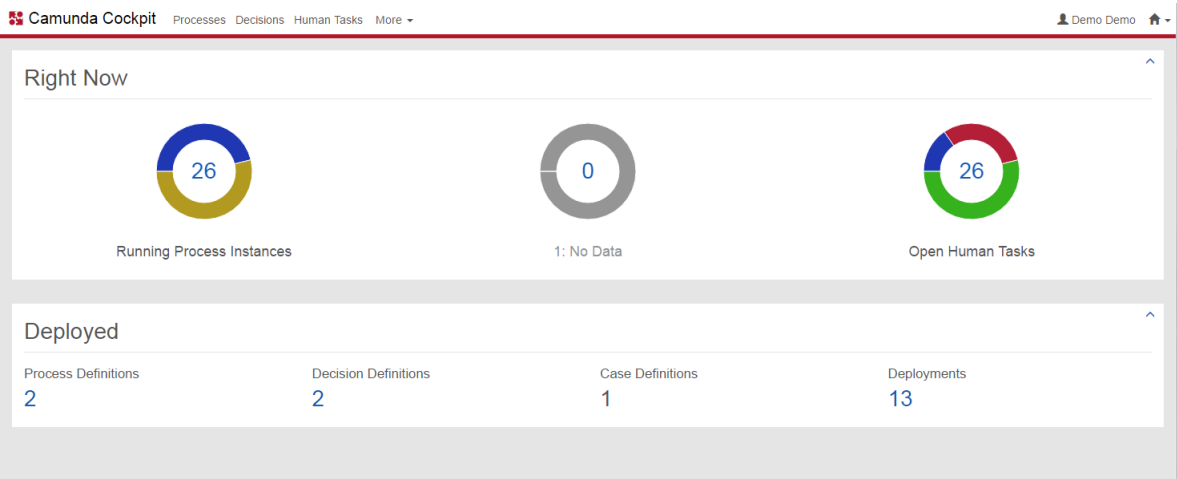 Camunda Cockpit Processes Decisions Human Tasks More Demo Demo
Right Now
26 0 26
Running Process Instances 1: No Data Open Human Tasks
Deployed
Process Definitions Decision Definitions Case Definitions Deployments
2 2 1 13